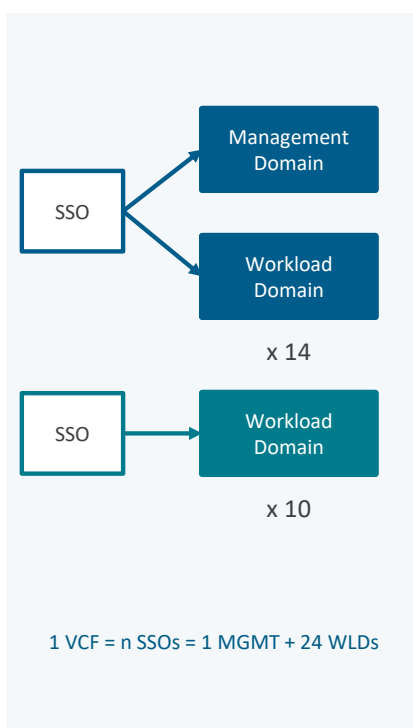 Management
Domain
SSO
Workload
Domain
x 14
SSO
Workload
Domain
x 10
1 VCF = n SSOs = 1 MGMT + 24 WLDs